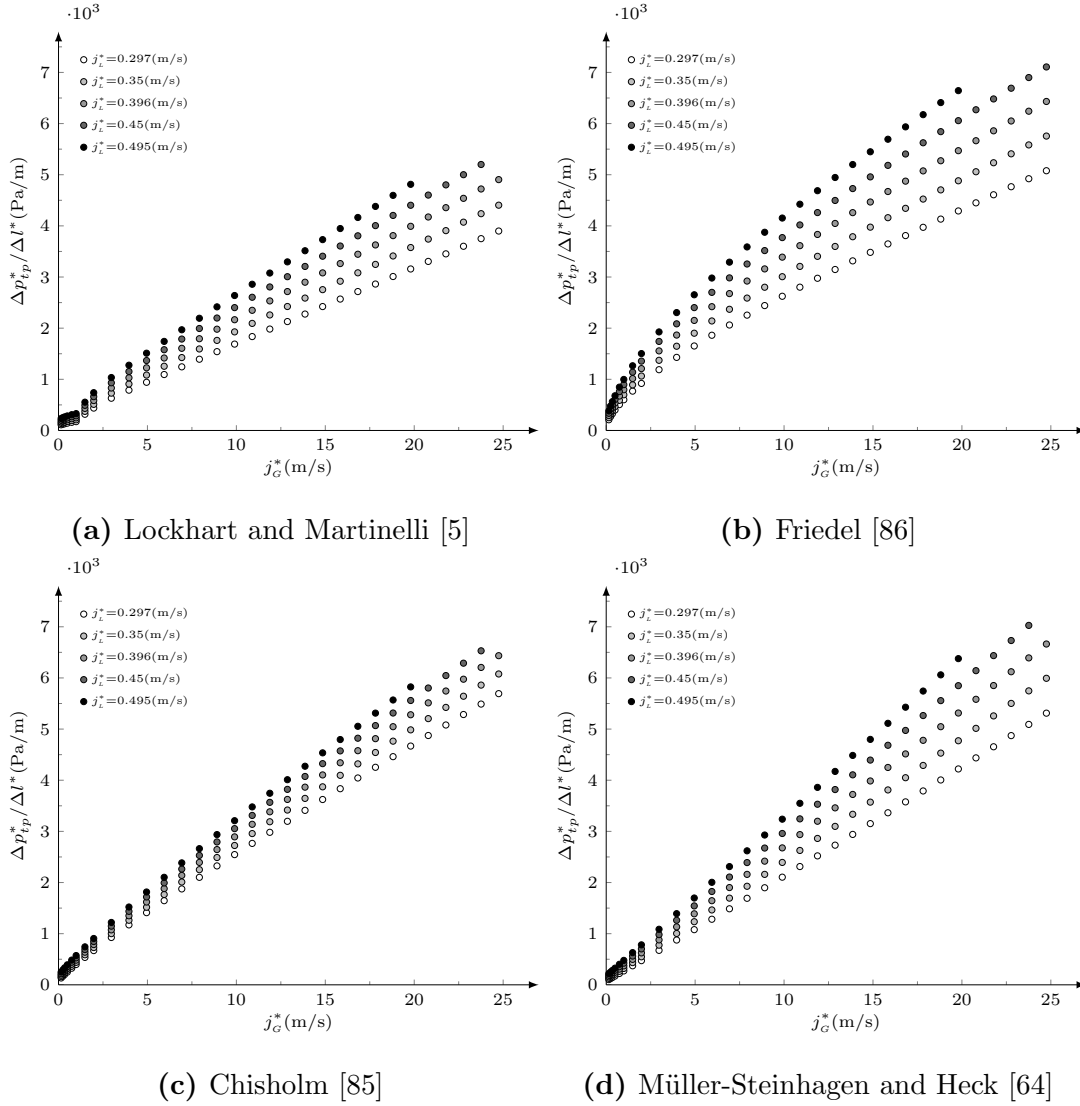 ·10³
7
6
5
4
3
2
1
0
0 5 10 15 20 25
Δp*tp/Δl*(Pa/m)
j*G(m/s)
j*L=0.297(m/s)
j*L=0.35(m/s)
j*L=0.396(m/s)
j*L=0.45(m/s)
j*L=0.495(m/s)
(a) Lockhart and Martinelli [5]
·10³
7
6
5
4
3
2
1
0
0 5 10 15 20 25
Δp*tp/Δl*(Pa/m)
j*G(m/s)
j*L=0.297(m/s)
j*L=0.35(m/s)
j*L=0.396(m/s)
j*L=0.45(m/s)
j*L=0.495(m/s)
(b) Friedel [86]
·10³
7
6
5
4
3
2
1
0
0 5 10 15 20 25
Δp*tp/Δl*(Pa/m)
j*G(m/s)
j*L=0.297(m/s)
j*L=0.35(m/s)
j*L=0.396(m/s)
j*L=0.45(m/s)
j*L=0.495(m/s)
(c) Chisholm [85]
·10³
7
6
5
4
3
2
1
0
0 5 10 15 20 25
Δp*tp/Δl*(Pa/m)
j*G(m/s)
j*L=0.297(m/s)
j*L=0.35(m/s)
j*L=0.396(m/s)
j*L=0.45(m/s)
j*L=0.495(m/s)
(d) Müller-Steinhagen and Heck [64]